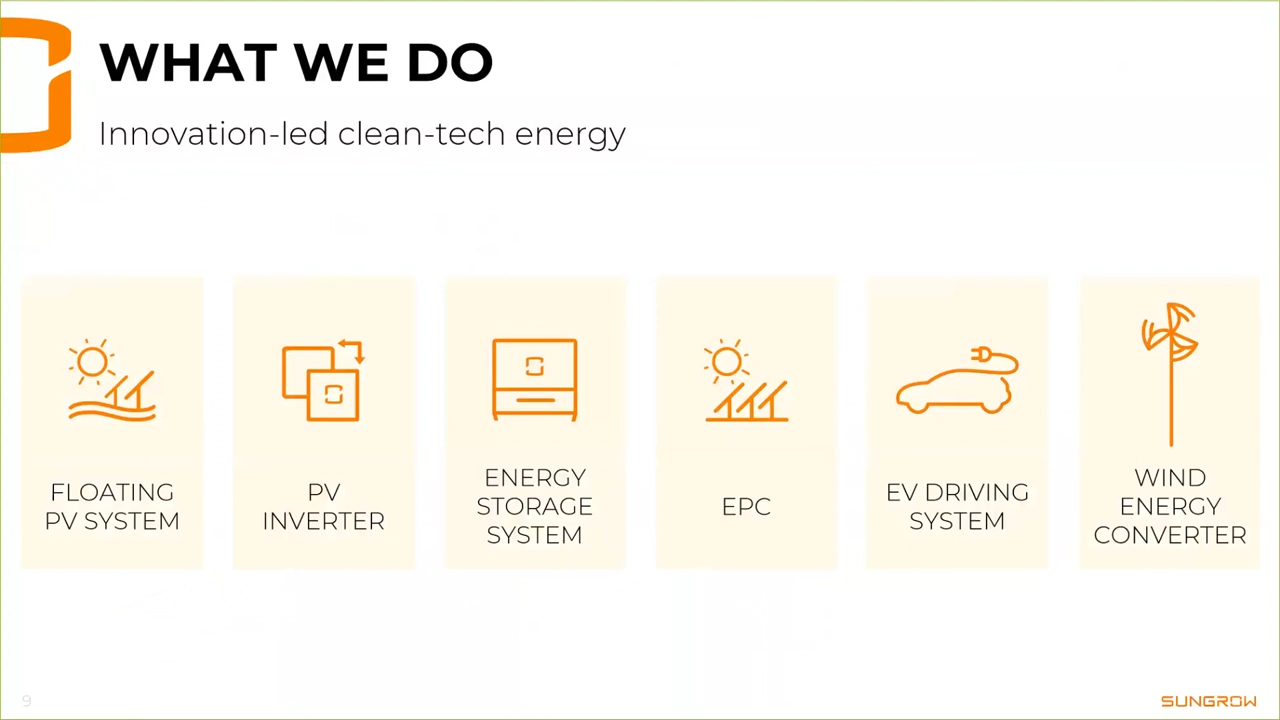 WHAT WE DO
Innovation-led clean-tech energy
FLOATING
PV SYSTEM
PV
INVERTER
ENERGY
STORAGE
SYSTEM
EPC
EV DRIVING
SYSTEM
WIND
ENERGY
CONVERTER
9
SUNGROW